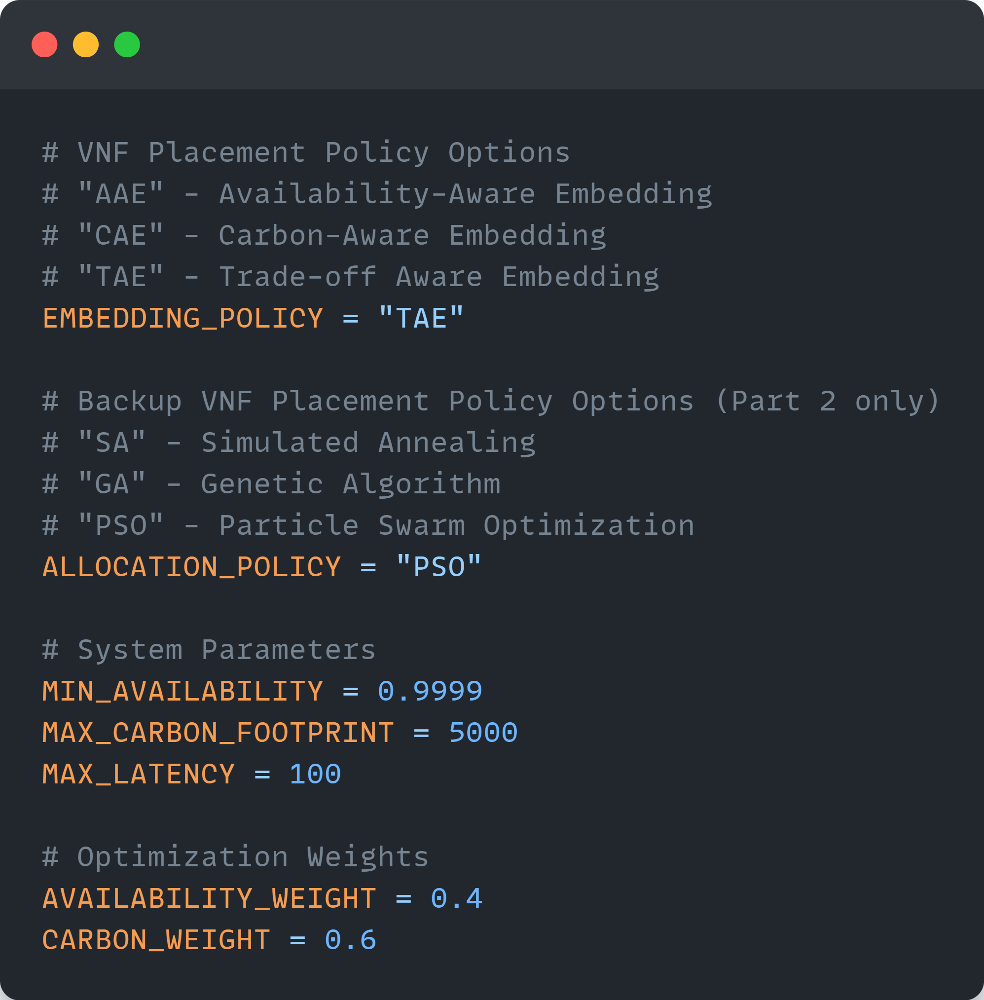 # VNF Placement Policy Options
# "AAE" - Availability-Aware Embedding
# "CAE" - Carbon-Aware Embedding
# "TAE" - Trade-off Aware Embedding
EMBEDDING_POLICY = "TAE"
# Backup VNF Placement Policy Options (Part 2 only)
# "SA" - Simulated Annealing
# "GA" - Genetic Algorithm
# "PSO" - Particle Swarm Optimization
ALLOCATION_POLICY = "PSO"
# System Parameters
MIN_AVAILABILITY = 0.9999
MAX_CARBON_FOOTPRINT = 5000
MAX_LATENCY = 100
# Optimization Weights
AVAILABILITY_WEIGHT = 0.4
CARBON_WEIGHT = 0.6